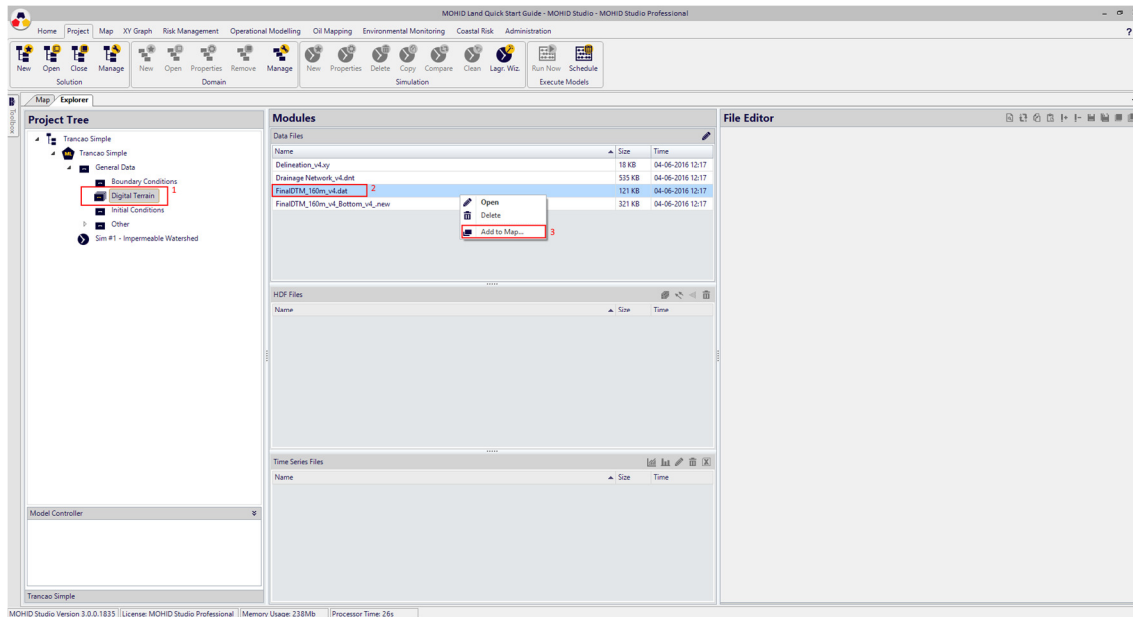 MOHID Land Quick Start Guide - MOHID Studio - MOHID Studio Professional
Home Project Map XY Graph Risk Management Operational Modelling Oil Mapping Environmental Monitoring Coastal Risk Administration ?
New Open Close Manage New Open Properties Remove Manage New Properties Delete Copy Compare Clean Lagr. Wiz. Run Now Schedule
Solution Domain Simulation Execute Models
Toolbox
Map Explorer
Project Tree
Trancao Simple
Trancao Simple
General Data
Boundary Conditions
Digital Terrain 1
Initial Conditions
Other
Sim #1 - Impermeable Watershed
Model Controller
Trancao Simple
Modules
Data Files
Name Size Time
Delineation_v4.xy 18 KB 04-06-2016 12:17
Drainage Network_v4.dnt 535 KB 04-06-2016 12:17
FinalDTM_160m_v4.dat 2 121 KB 04-06-2016 12:17
FinalDTM_160m_v4_Bottom_v4_.new 321 KB 04-06-2016 12:17
Open
Delete
Add to Map... 3
HDF Files
Name Size Time
Time Series Files
Name Size Time
File Editor
MOHID Studio Version 3.0.0.1835 License: MOHID Studio Professional Memory Usage: 238Mb Processor Time: 26s